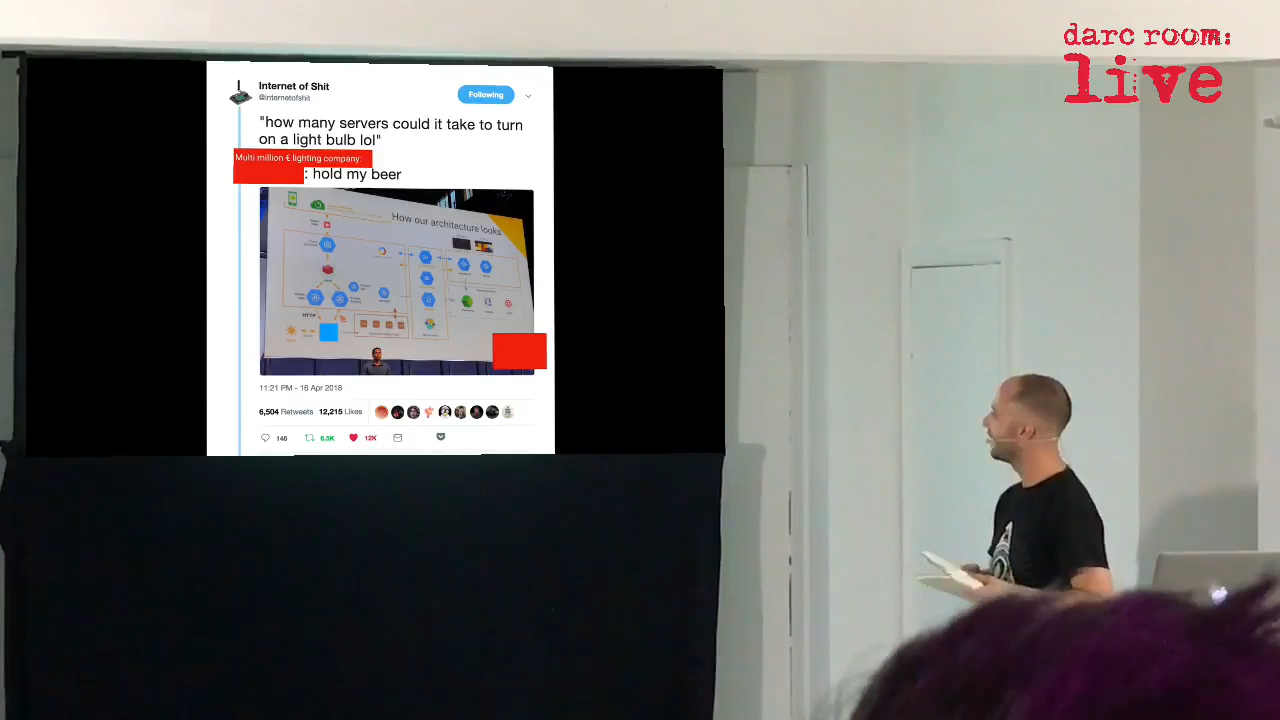 darc room:
live
Internet of Shit
@internetofshit
Following
"how many servers could it take to turn
on a light bulb lol"
Multi million € lighting company:
: hold my beer
How our architecture looks
HTTP
11:21 PM - 16 Apr 2018
6,504 Retweets 12,215 Likes
146 6.5K 12K